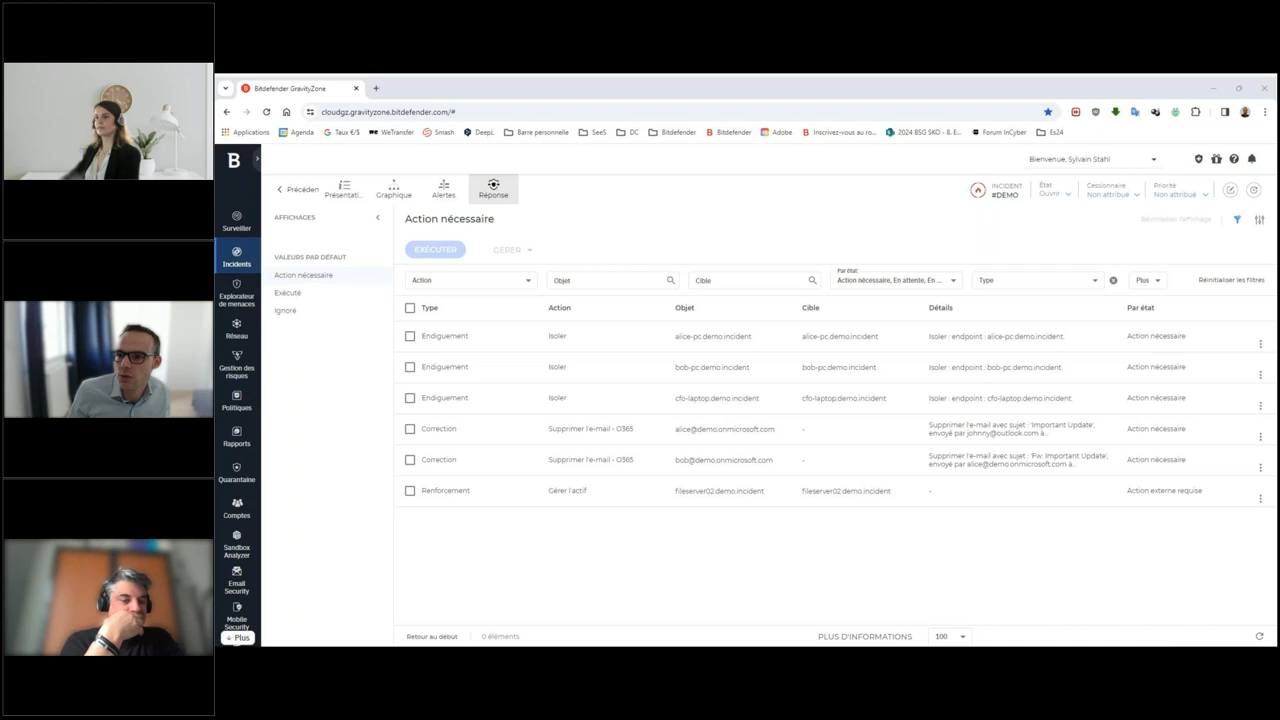 Bitdefender GravityZone
cloudgz.gravityzone.bitdefender.com/#
Applications
Agenda
Taux €/$
WeTransfer
Smash
DeepL
Barre personnelle
SeeS
DC
Bitdefender
Bitdefender
Adobe
Inscrivez-vous au ro...
2024 BSG SKO - 8. E...
Forum InCyber
Es24
B
Bienvenue, Sylvain Stahl
Précéden
Présentati...
Graphique
Alertes
Réponse
INCIDENT
#DEMO
État
Ouvrir
Cessionnaire
Non attribué
Priorité
Non attribué
Surveiller
Incidents
Explorateur
de menaces
Réseau
Gestion des
risques
Politiques
Rapports
Quarantaine
Comptes
Sandbox
Analyzer
Email
Security
Mobile
Security
Plus
AFFICHAGES
VALEURS PAR DÉFAUT
Action nécessaire
Exécuté
Ignoré
Action nécessaire
Réinitialiser l'affichage
EXÉCUTER
GÉRER
Action
Objet
Cible
Par état:
Action nécessaire, En attente, En ...
Type
Plus
Réinitialiser les filtres
Type Action Objet Cible Détails Par état
Endiguement Isoler alice-pc.demo.incident alice-pc.demo.incident Isoler : endpoint : alice-pc.demo.incident. Action nécessaire
Endiguement Isoler bob-pc.demo.incident bob-pc.demo.incident Isoler : endpoint : bob-pc.demo.incident. Action nécessaire
Endiguement Isoler cfo-laptop.demo.incident cfo-laptop.demo.incident Isoler : endpoint : cfo-laptop.demo.incident. Action nécessaire
Correction Supprimer l'e-mail - O365 alice@demo.onmicrosoft.com - Supprimer l'e-mail avec sujet : 'Important Update',
envoyé par johnny@outlook.com à... Action nécessaire
Correction Supprimer l'e-mail - O365 bob@demo.onmicrosoft.com - Supprimer l'e-mail avec sujet : 'Fw: Important Update',
envoyé par alice@demo.onmicrosoft.com à... Action nécessaire
Renforcement Gérer l'actif fileserver02.demo.incident fileserver02.demo.incident - Action externe requise
Retour au début
0 éléments
PLUS D'INFORMATIONS
100